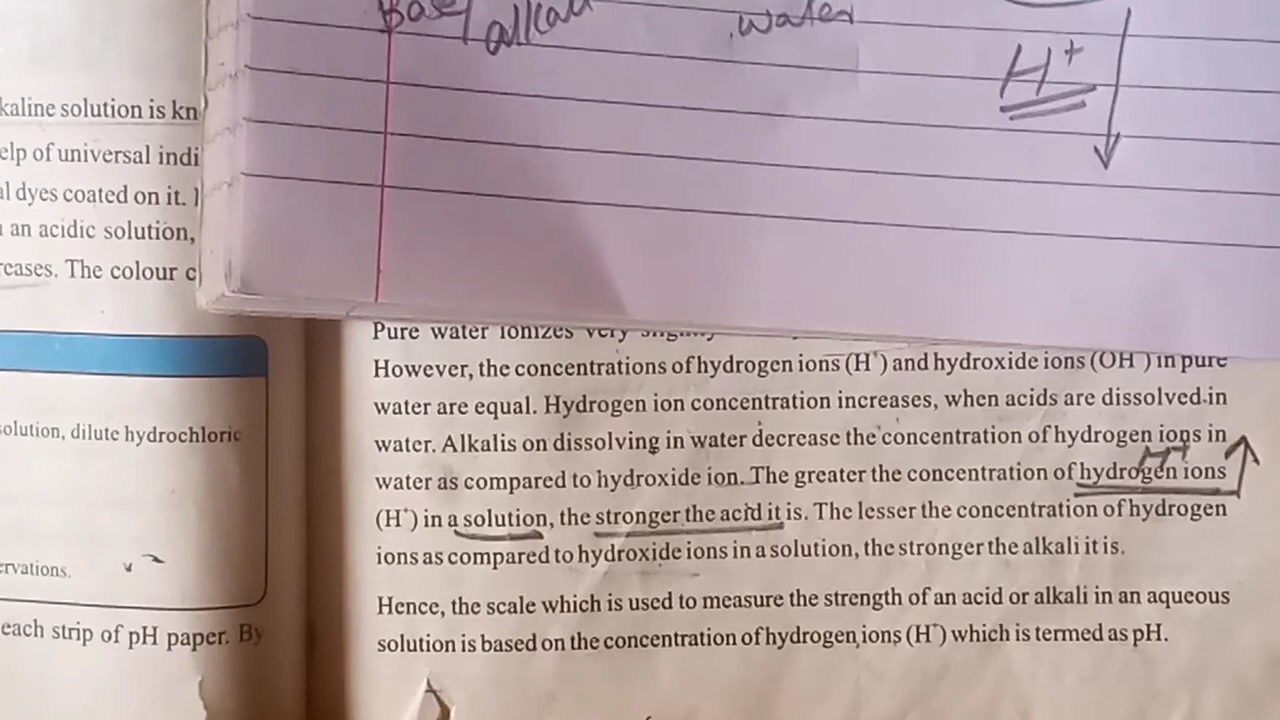 Base/ alkali water H+
kaline solution is kn
elp of universal indi
al dyes coated on it.
an acidic solution,
reases. The colour c
olution, dilute hydrochloric
ervations.
each strip of pH paper. By
Pure water ionizes very
However, the concentrations of hydrogen ions (H+) and hydroxide ions (OH ) in pure
water are equal. Hydrogen ion concentration increases, when acids are dissolved in
water. Alkalis on dissolving in water decrease the concentration of hydrogen ions in
H+
water as compared to hydroxide ion. The greater the concentration of hydrogen ions
(H+) in a solution, the stronger the acid it is. The lesser the concentration of hydrogen
ions as compared to hydroxide ions in a solution, the stronger the alkali it is.
Hence, the scale which is used to measure the strength of an acid or alkali in an aqueous
solution is based on the concentration of hydrogen ions (H+) which is termed as pH.